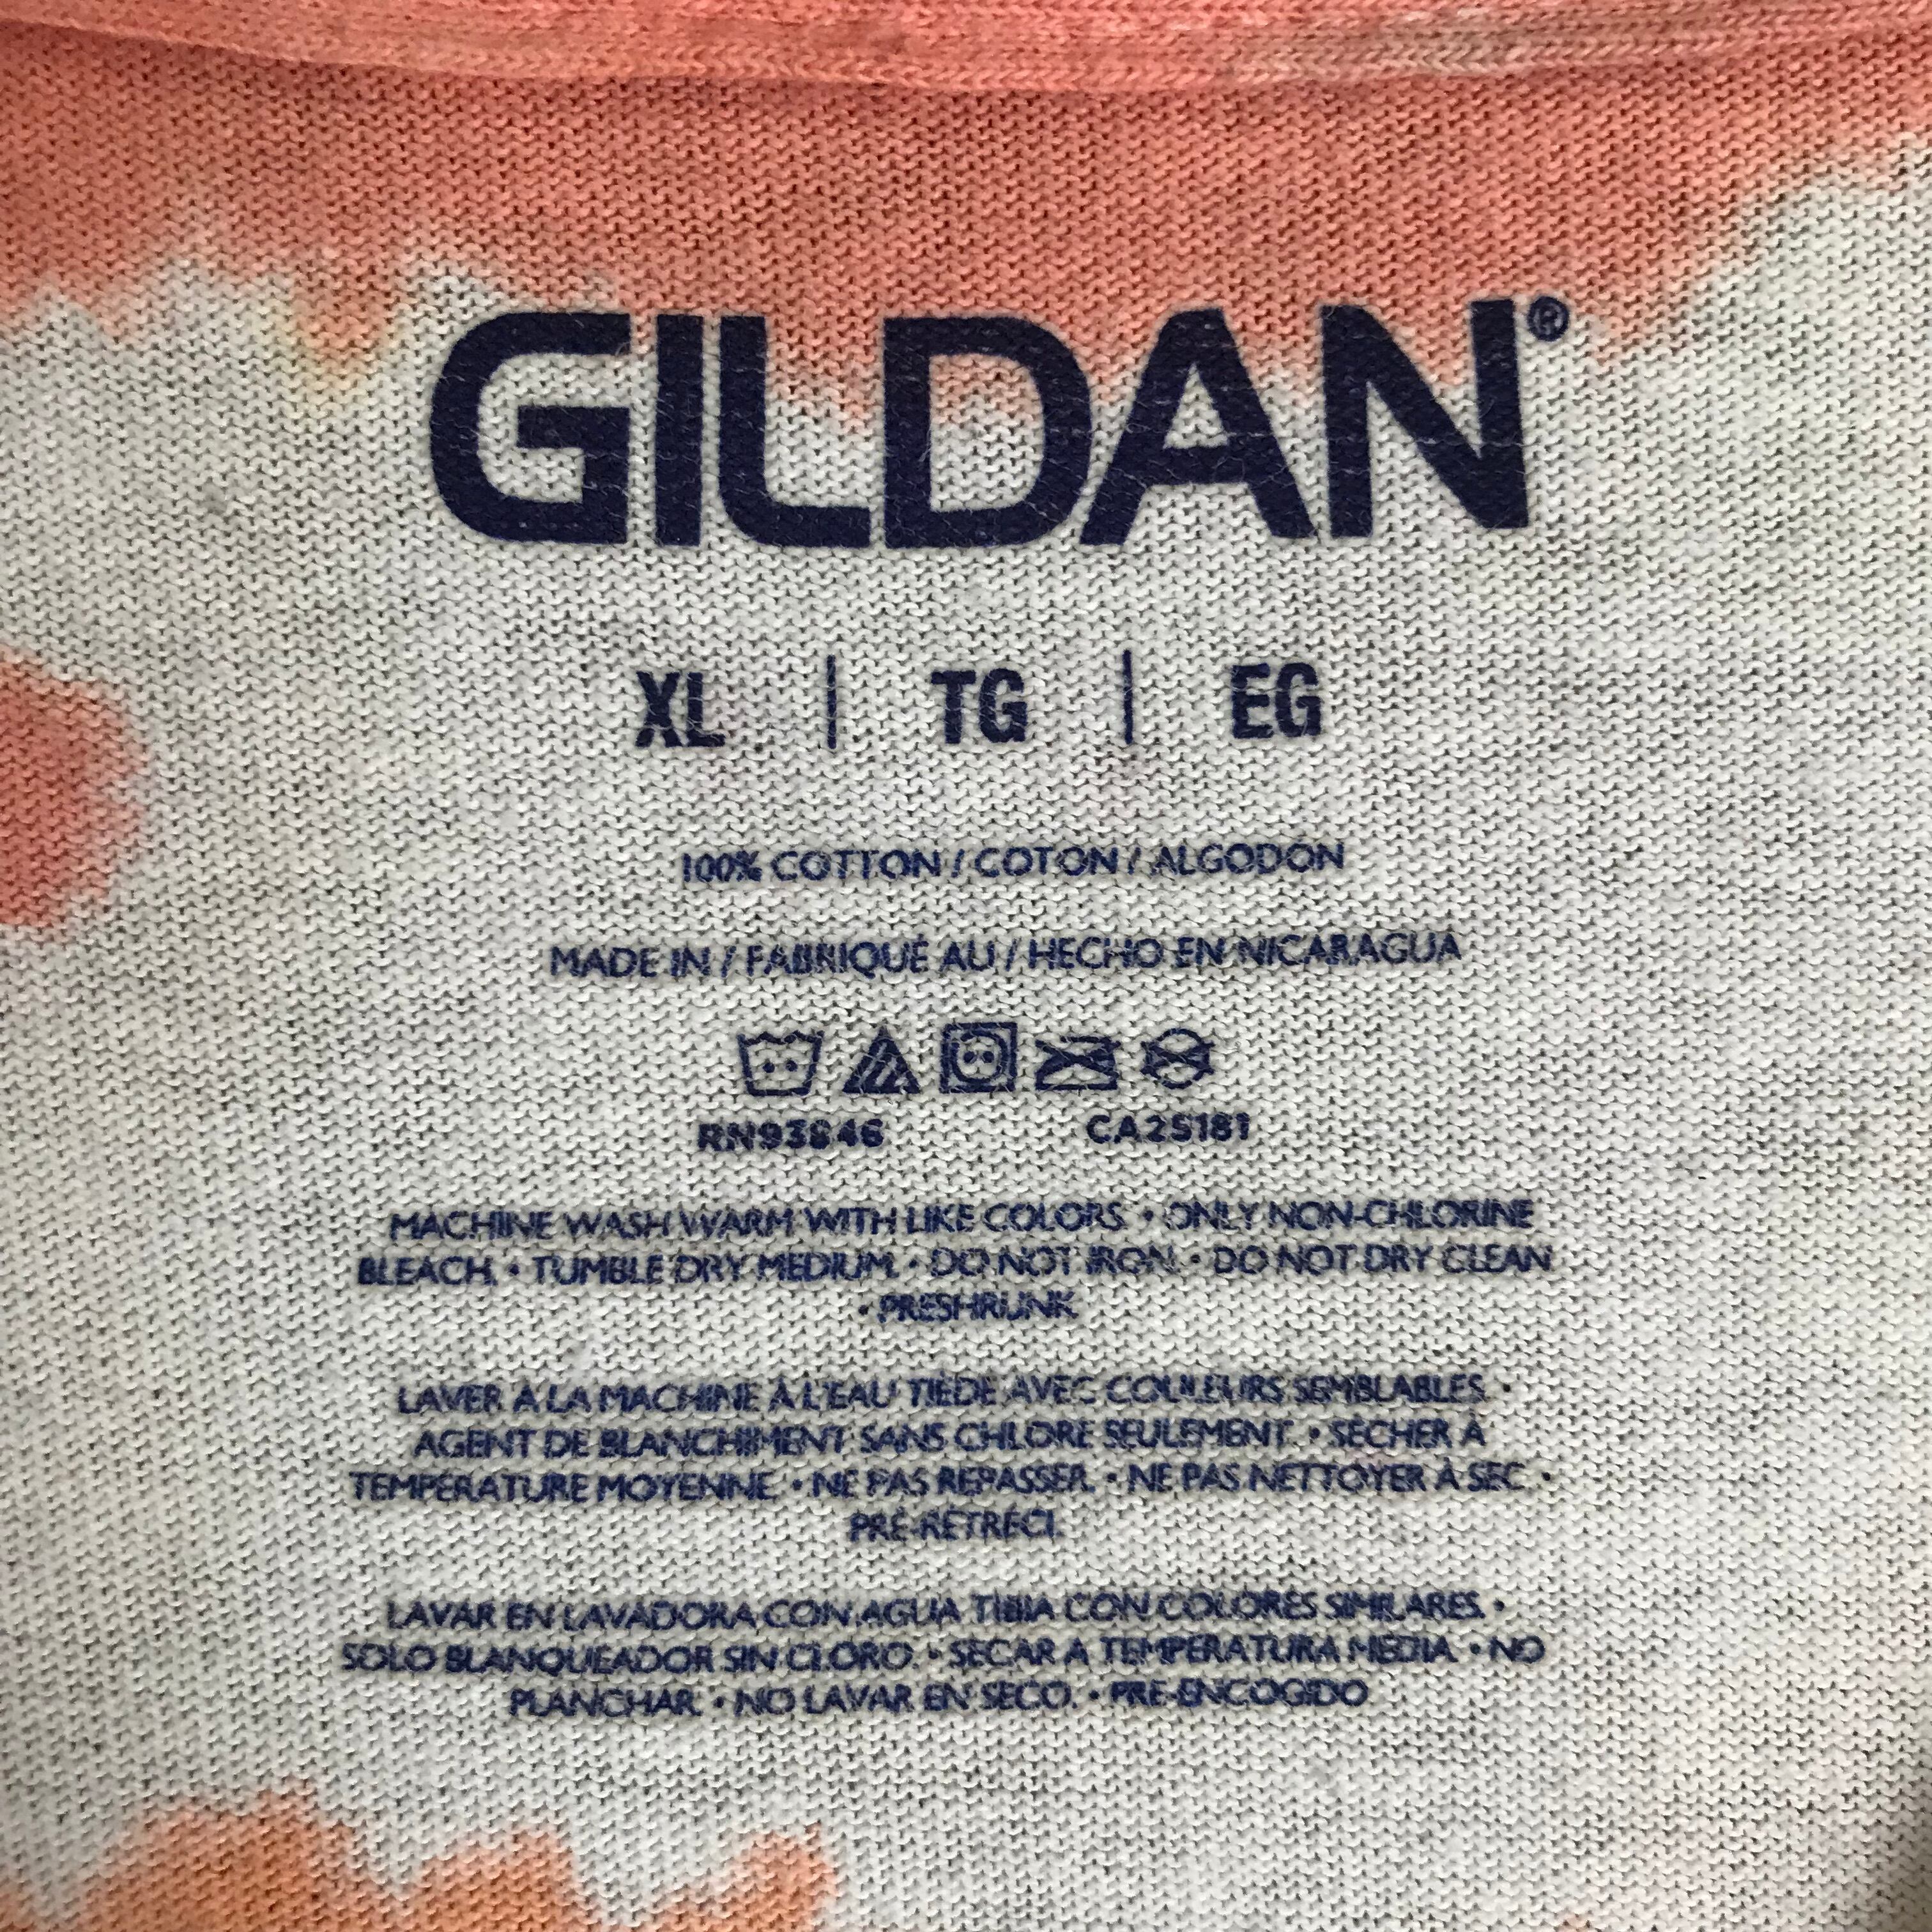 GILDAN®
XL | TG | EG
100% COTTON / COTON / ALGODÓN
MADE IN / FABRIQUÉ AU / HECHO EN NICARAGUA
RN93846 CA25181
MACHINE WASH WARM WITH LIKE COLORS. • ONLY NON-CHLORINE
BLEACH. • TUMBLE DRY MEDIUM. • DO NOT IRON. • DO NOT DRY CLEAN
• PRESHRUNK
LAVER À LA MACHINE À L'EAU TIÈDE AVEC COULEURS SEMBLABLES. •
AGENT DE BLANCHIMENT SANS CHLORE SEULEMENT. • SÉCHER À
TEMPÉRATURE MOYENNE. • NE PAS REPASSER. • NE PAS NETTOYER À SEC. •
PRÉ-RÉTRÉCI.
LAVAR EN LAVADORA CON AGUA TIBIA CON COLORES SIMILARES. •
SOLO BLANQUEADOR SIN CLORO. • SECAR A TEMPERATURA MEDIA. • NO
PLANCHAR. • NO LAVAR EN SECO. • PRE-ENCOGIDO